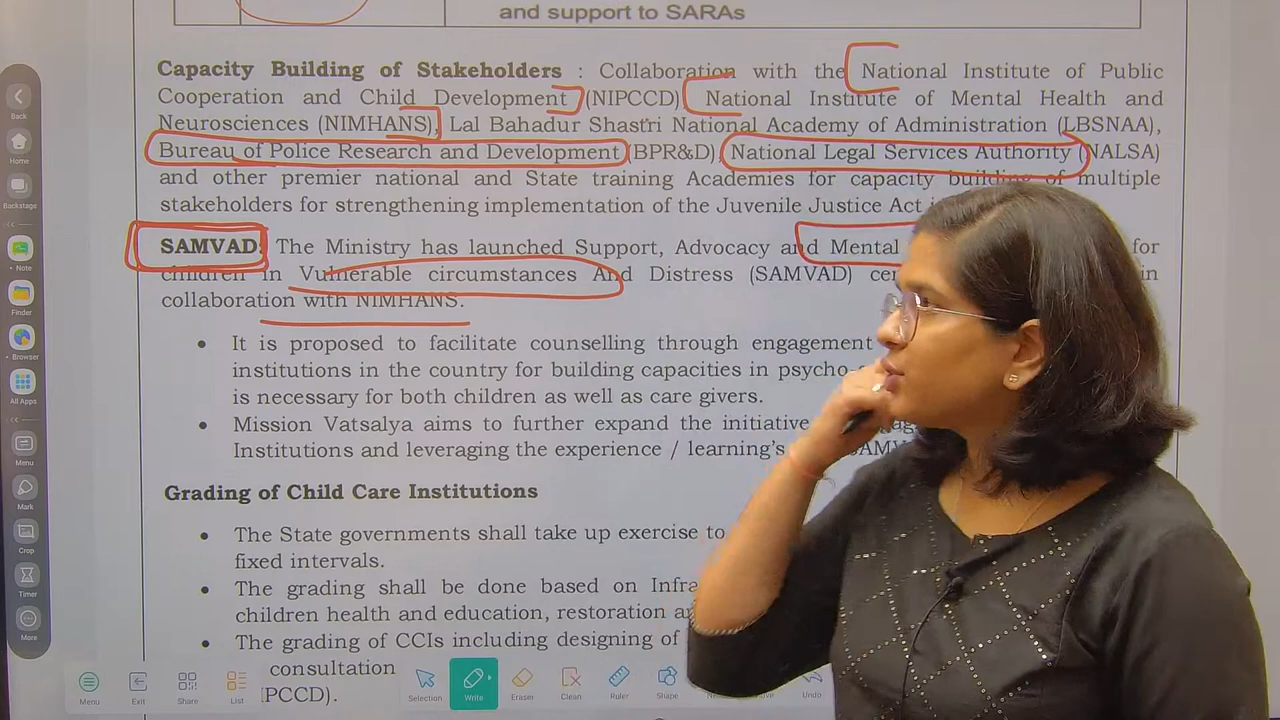 and support to SARAs
Capacity Building of Stakeholders : Collaboration with the National Institute of Public
Cooperation and Child Development (NIPCCD), National Institute of Mental Health and
Neurosciences (NIMHANS), Lal Bahadur Shastri National Academy of Administration (LBSNAA),
Bureau of Police Research and Development (BPR&D), National Legal Services Authority (NALSA)
and other premier national and State training Academies for capacity building of multiple
stakeholders for strengthening implementation of the Juvenile Justice Act
SAMVAD: The Ministry has launched Support, Advocacy and Mental for
children in Vulnerable circumstances And Distress (SAMVAD) in
collaboration with NIMHANS.
• It is proposed to facilitate counselling through engagement
institutions in the country for building capacities in
is necessary for both children as well as care givers.
• Mission Vatsalya aims to further expand the initiative
Institutions and leveraging the experience / learning's
Grading of Child Care Institutions
• The State governments shall take up exercise to
fixed intervals.
• The grading shall be done based on
children health and education, restoration
• The grading of CCIs including designing of
consultation
PCCD).
Back
Home
Backstage
Note
Finder
Browser
All Apps
Menu
Mark
Crop
Timer
More
Menu
Exit
Share
List
Selection
Write
Eraser
Clean
Ruler
Shape
Undo